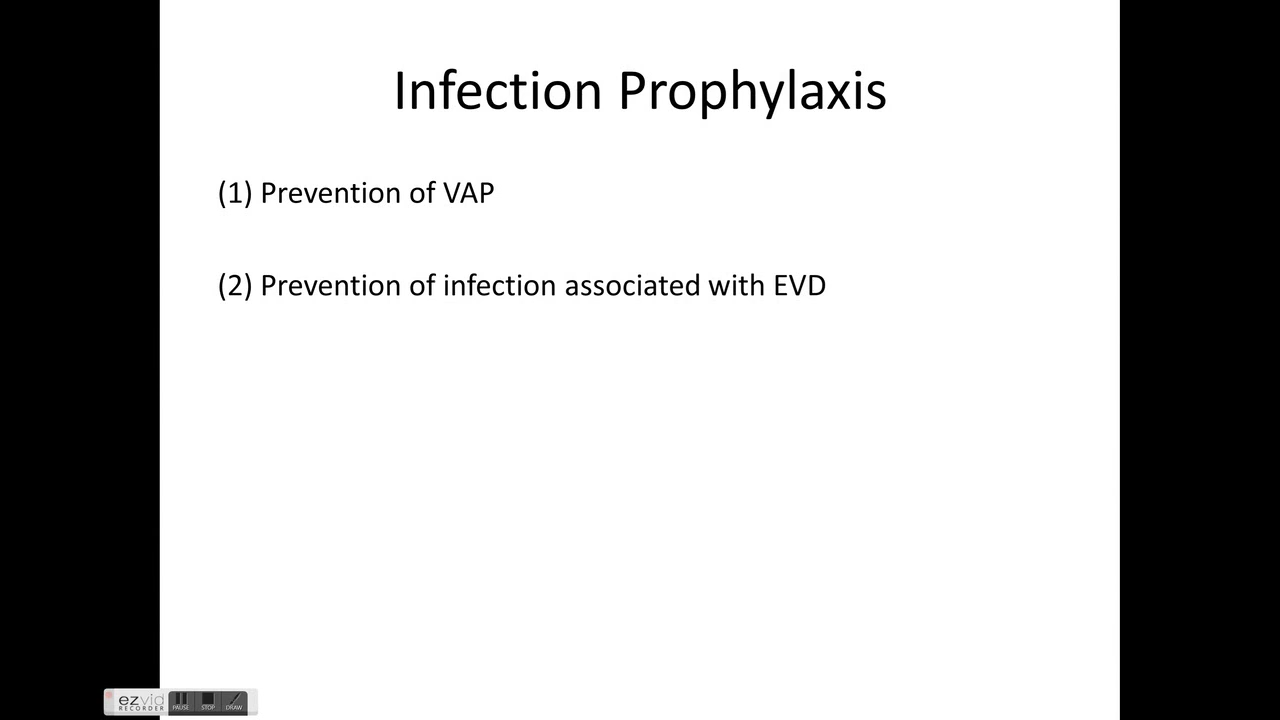 Infection Prophylaxis
(1) Prevention of VAP
(2) Prevention of infection associated with EVD
ezvid
RECORDER
PAUSE STOP DRAW